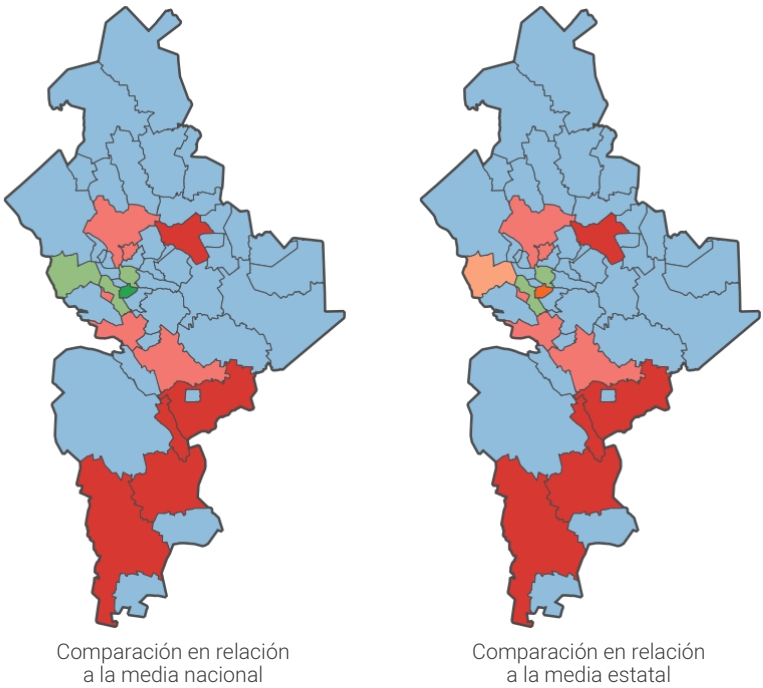 Comparación en relación
a la media nacional
Comparación en relación
a la media estatal